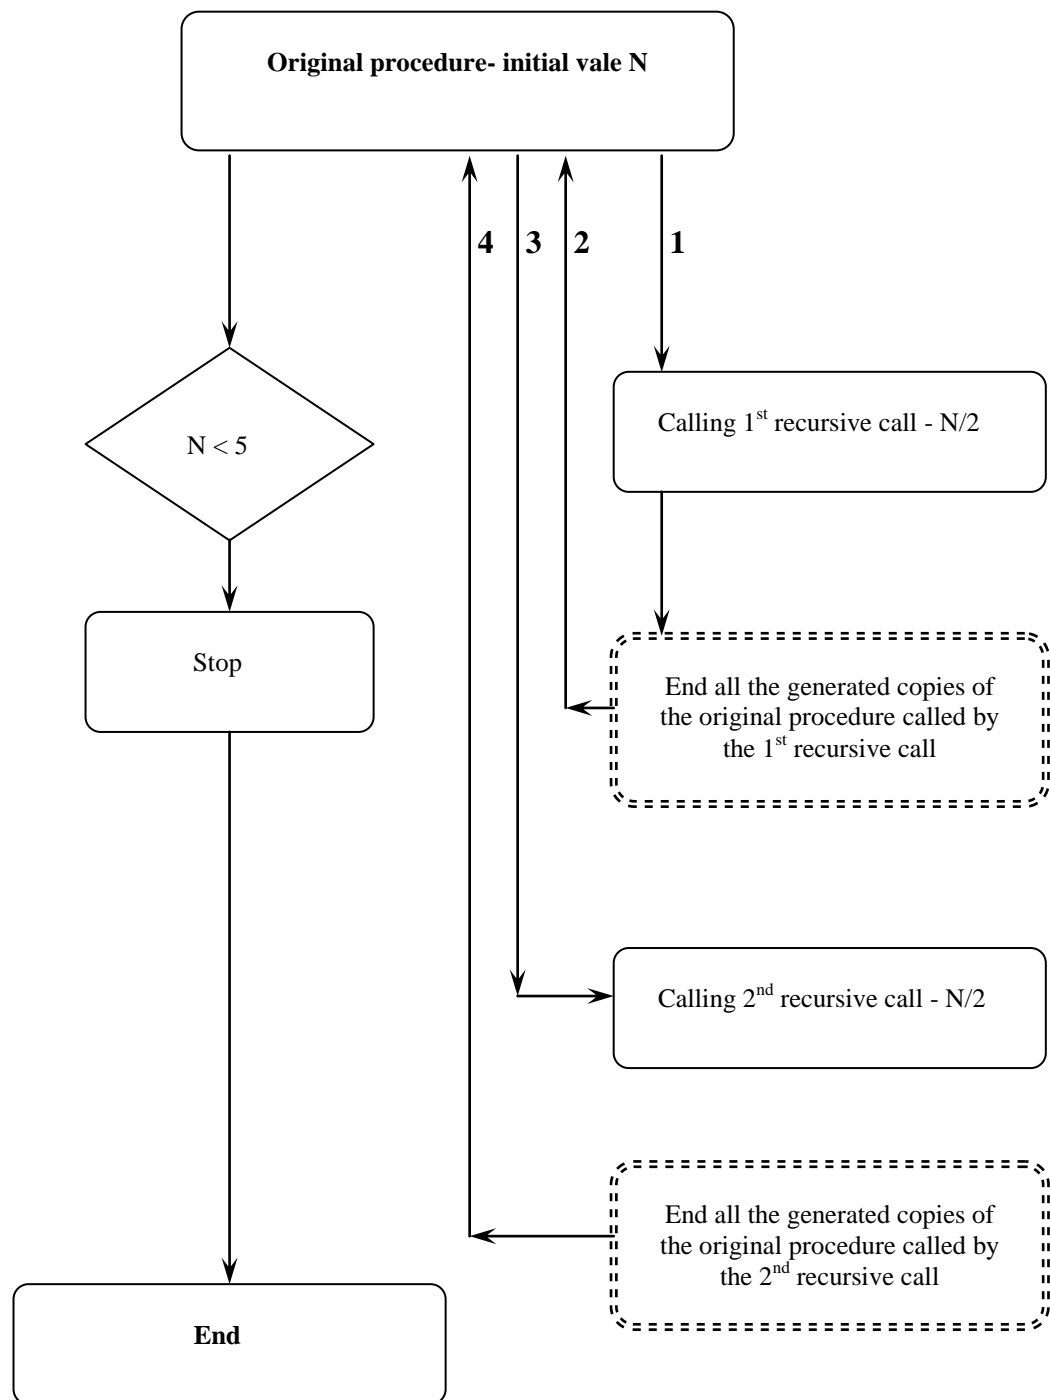 Original procedure- initial vale N
4 3 2 1
N < 5
Calling 1st recursive call - N/2
Stop
End all the generated copies of
the original procedure called by
the 1st recursive call
Calling 2nd recursive call - N/2
End all the generated copies of
the original procedure called by
the 2nd recursive call
End